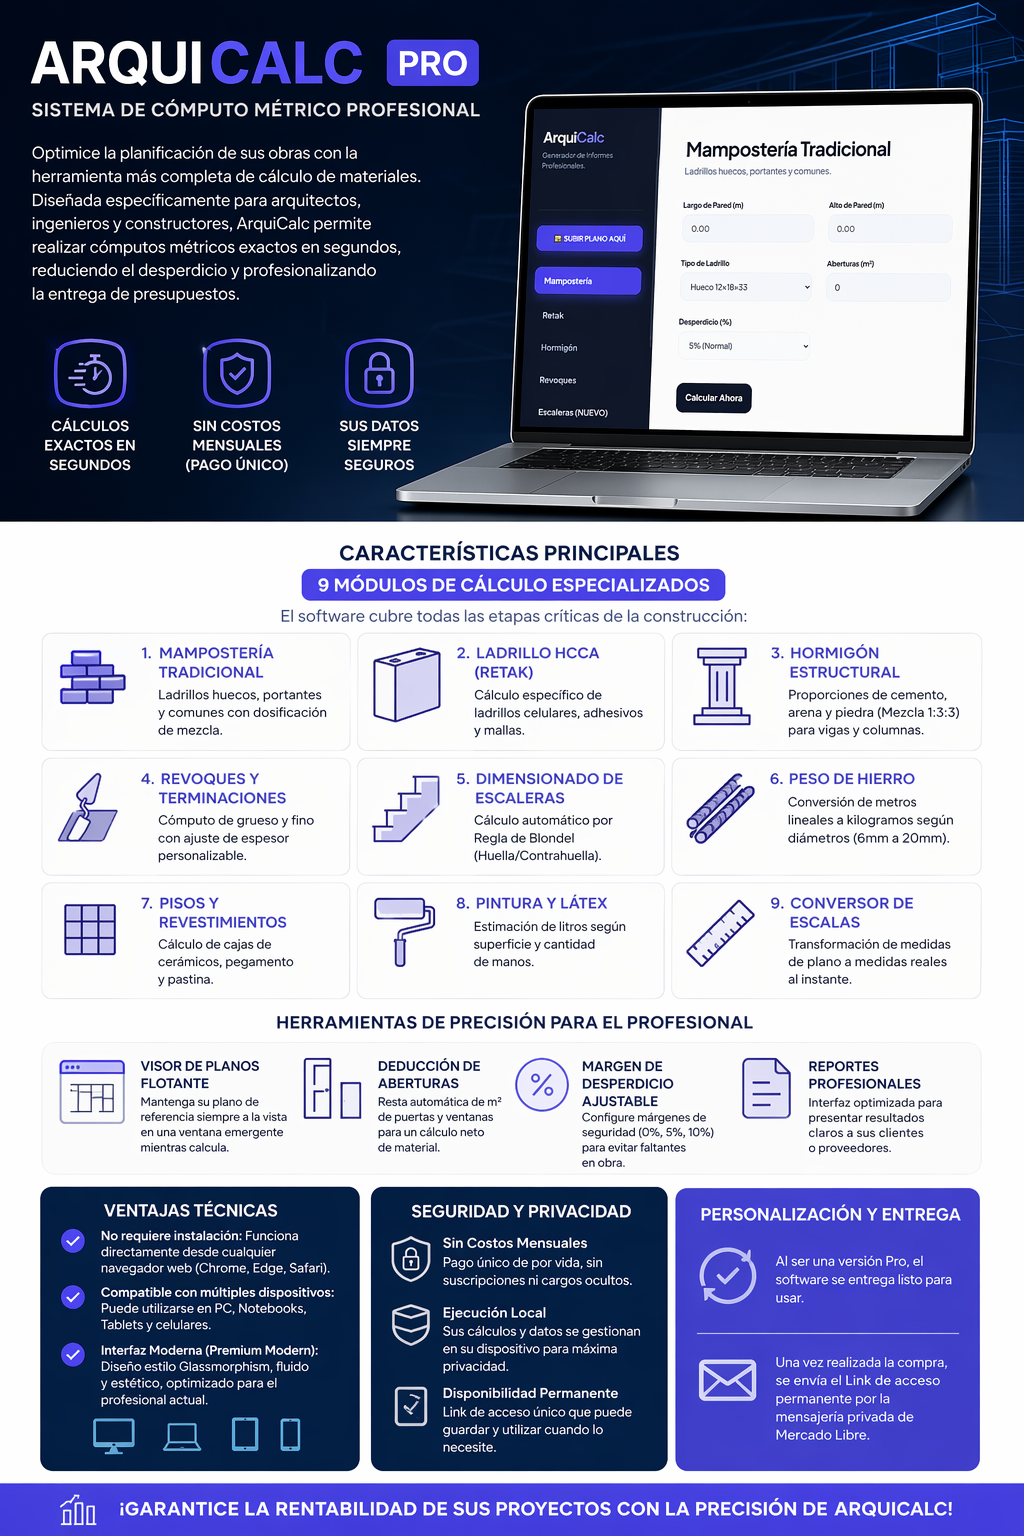 ARQUICALC PRO
SISTEMA DE CÓMPUTO MÉTRICO PROFESIONAL
Optimice la planificación de sus obras con la
herramienta más completa de cálculo de materiales.
Diseñada específicamente para arquitectos,
ingenieros y constructores, ArquiCalc permite
realizar cómputos métricos exactos en segundos,
reduciendo el desperdicio y profesionalizando
la entrega de presupuestos.
CÁLCULOS
EXACTOS EN
SEGUNDOS
SIN COSTOS
MENSUALES
(PAGO ÚNICO)
SUS DATOS
SIEMPRE
SEGUROS
ArquiCalc
Generador de Informes
Profesionales.
SUBIR PLANO AQUÍ
Mampostería
Retak
Hormigón
Revoques
Escaleras (NUEVO)
Mampostería Tradicional
Ladrillos huecos, portantes y comunes.
Largo de Pared (m)
0.00
Alto de Pared (m)
0.00
Tipo de Ladrillo
Hueco 12x18x33
Aberturas (m²)
0
Desperdicio (%)
5% (Normal)
Calcular Ahora
CARACTERÍSTICAS PRINCIPALES
9 MÓDULOS DE CÁLCULO ESPECIALIZADOS
El software cubre todas las etapas críticas de la construcción:
1. MAMPOSTERÍA
TRADICIONAL
Ladrillos huecos, portantes
y comunes con dosificación
de mezcla.
2. LADRILLO HCCA
(RETAK)
Cálculo específico de
ladrillos celulares, adhesivos
y mallas.
3. HORMIGÓN
ESTRUCTURAL
Proporciones de cemento,
arena y piedra (Mezcla 1:3:3)
para vigas y columnas.
4. REVOQUES Y
TERMINACIONES
Cómputo de grueso y fino
con ajuste de espesor
personalizable.
5. DIMENSIONADO DE
ESCALERAS
Cálculo automático por
Regla de Blondel
(Huella/Contrahuella).
6. PESO DE HIERRO
Conversión de metros
lineales a kilogramos según
diámetros (6mm a 20mm).
7. PISOS Y
REVESTIMIENTOS
Cálculo de cajas de
cerámicos, pegamento
y pastina.
8. PINTURA Y LÁTEX
Estimación de litros según
superficie y cantidad
de manos.
9. CONVERSOR DE
ESCALAS
Transformación de medidas
de plano a medidas reales
al instante.
HERRAMIENTAS DE PRECISIÓN PARA EL PROFESIONAL
VISOR DE PLANOS
FLOTANTE
Mantenga su plano de
referencia siempre a la vista
en una ventana emergente
mientras calcula.
DEDUCCIÓN DE
ABERTURAS
Resta automática de m²
de puertas y ventanas
para un cálculo neto
de material.
MARGEN DE
DESPERDICIO
AJUSTABLE
Configure márgenes de
seguridad (0%, 5%, 10%)
para evitar faltantes
en obra.
REPORTES
PROFESIONALES
Interfaz optimizada para
presentar resultados
claros a sus clientes
o proveedores.
VENTAJAS TÉCNICAS
No requiere instalación: Funciona
directamente desde cualquier
navegador web (Chrome, Edge, Safari).
Compatible con múltiples dispositivos:
Puede utilizarse en PC, Notebooks,
Tablets y celulares.
Interfaz Moderna (Premium Modern):
Diseño estilo Glassmorphism, fluido
y estético, optimizado para el
profesional actual.
SEGURIDAD Y PRIVACIDAD
Sin Costos Mensuales
Pago único de por vida, sin
suscripciones ni cargos ocultos.
Ejecución Local
Sus cálculos y datos se gestionan
en su dispositivo para máxima
privacidad.
Disponibilidad Permanente
Link de acceso único que puede
guardar y utilizar cuando lo
necesite.
PERSONALIZACIÓN Y ENTREGA
Al ser una versión Pro, el
software se entrega listo para
usar.
Una vez realizada la compra,
se envía el Link de acceso
permanente por la
mensajería privada de
Mercado Libre.
¡GARANTICE LA RENTABILIDAD DE SUS PROYECTOS CON LA PRECISIÓN DE ARQUICALC!